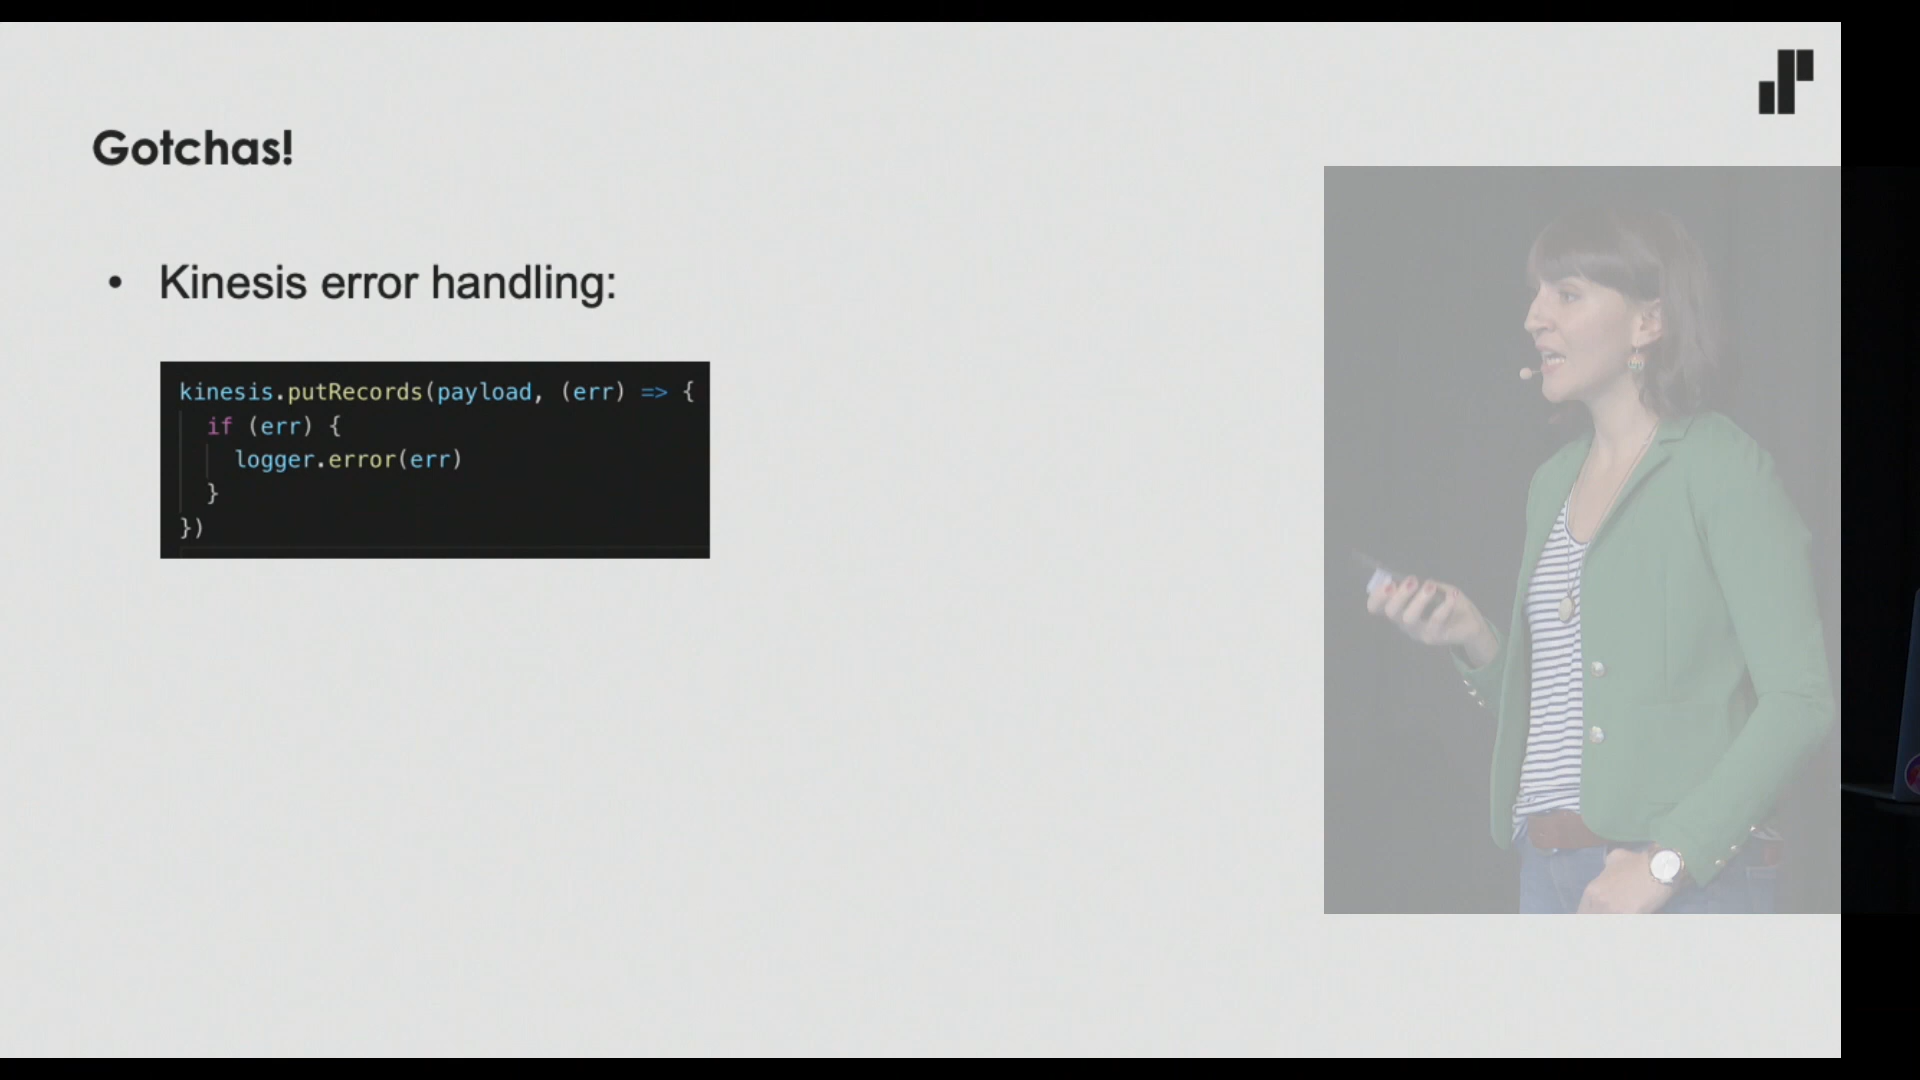 Gotchas!
• Kinesis error handling:
kinesis.putRecords(payload, (err) => {
if (err) {
logger.error(err)
}
})